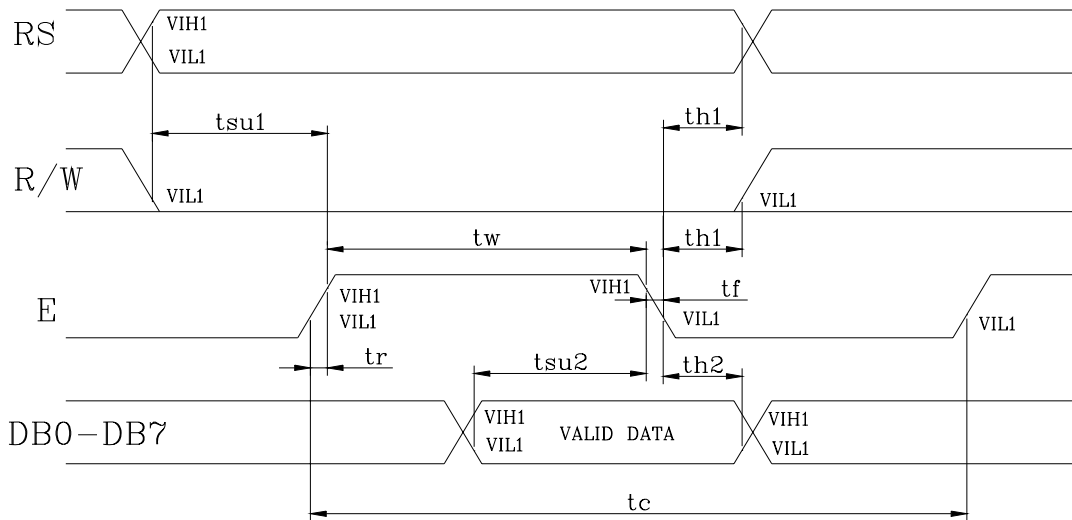 RS
VIH1
VIL1
tsu1
th1
R/W
VIL1
VIL1
tw
th1
E
VIH1
VIL1
VIH1
tf
VIL1
VIL1
tr
tsu2
th2
DB0-DB7
VIH1
VIL1
VALID DATA
VIH1
VIL1
tc